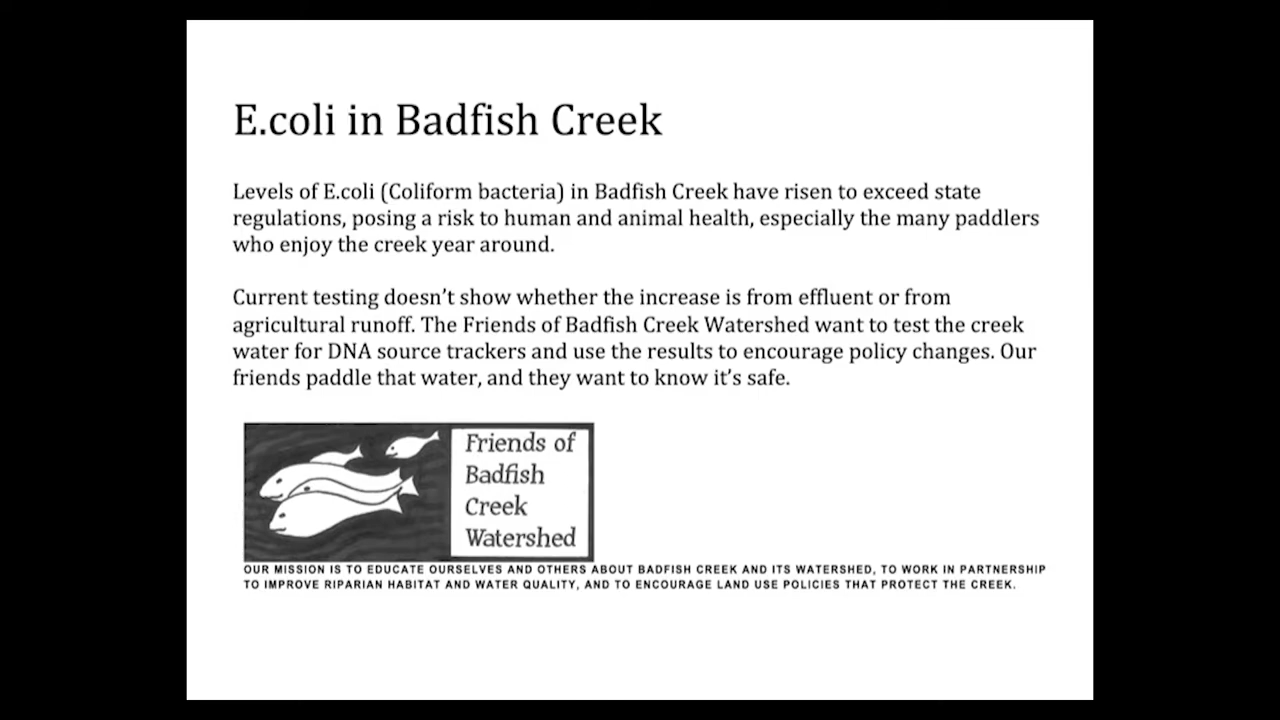 E.coli in Badfish Creek
Levels of E.coli (Coliform bacteria) in Badfish Creek have risen to exceed state
regulations, posing a risk to human and animal health, especially the many paddlers
who enjoy the creek year around.
Current testing doesn't show whether the increase is from effluent or from
agricultural runoff. The Friends of Badfish Creek Watershed want to test the creek
water for DNA source trackers and use the results to encourage policy changes. Our
friends paddle that water, and they want to know it's safe.
Friends of
Badfish
Creek
Watershed
OUR MISSION IS TO EDUCATE OURSELVES AND OTHERS ABOUT BADFISH CREEK AND ITS WATERSHED, TO WORK IN PARTNERSHIP
TO IMPROVE RIPARIAN HABITAT AND WATER QUALITY, AND TO ENCOURAGE LAND USE POLICIES THAT PROTECT THE CREEK.